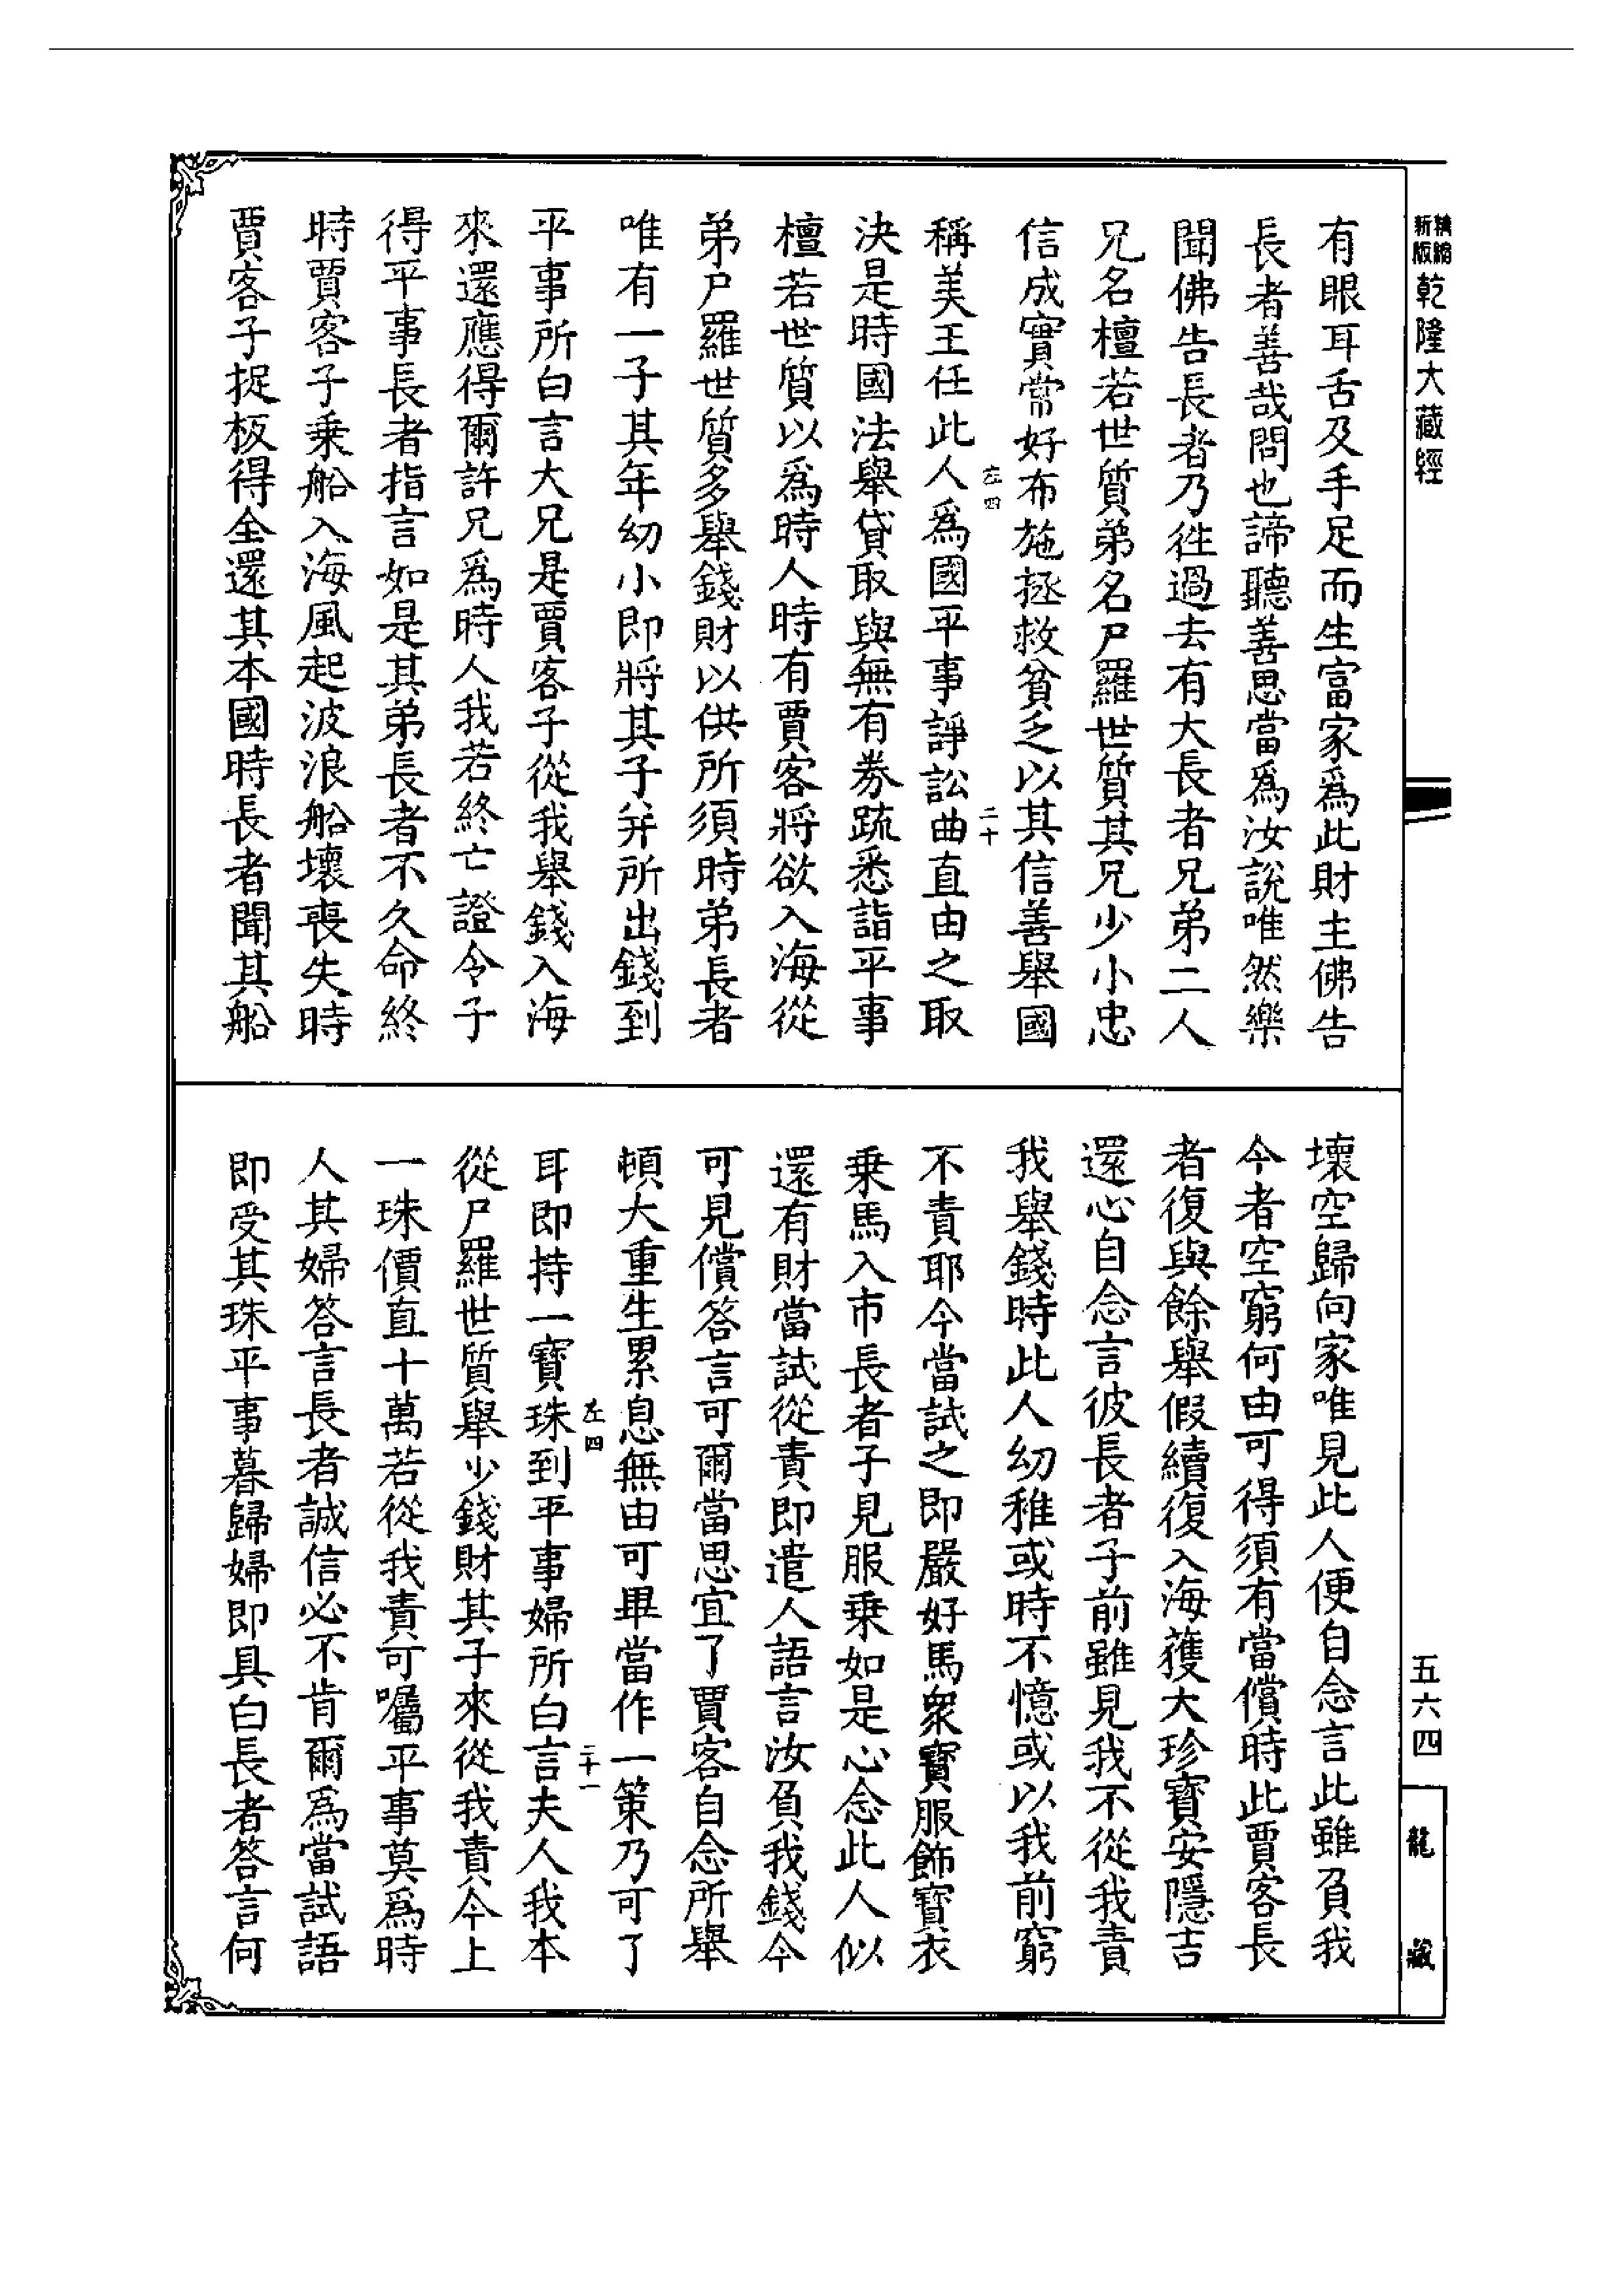 精縮
新版
乾隆大藏經
有眼耳舌及手足而生富家爲此財主佛告
長者善哉問也諦聽善思當爲汝說唯然樂
聞佛告長者乃徃過去有大長者兄弟二人
兄名檀若世質弟名尸羅世質其兄少小忠
信成實常好布施拯救貧乏以其信善舉國
左四
二十
稱美王任此人爲國平事諍訟曲直由之取
決是時國法舉貸取與無有券䟽悉詣平事
檀若世質以爲時人時有賈客將欲入海從
弟尸羅世質多舉錢財以供所須時弟長者
唯有一子其年幼小即將其子并所出錢到
平事所白言大兄是賈客子從我舉錢入海
來還應得爾許兄爲時人我若終亡證令子
得平事長者指言如是其弟長者不久命終
時賈客子乗船入海風起波浪船壞喪失時
賈客子捉板得全還其本國時長者聞其船
壞空歸向家唯見此人便自念言此雖負我
今者空窮何由可得須有當償時此賈客長
者復與餘舉假續復入海獲大珍寶安隱吉
還心自念言彼長者子前雖見我不從我責
我舉錢時此人幼稚或時不憶或以我前窮
不責耶今當試之即嚴好馬衆寶服飾寶衣
乗馬入市長者子見服乗如是心念此人似
還有財當試從責即遣人語言汝負我錢今
可見償答言可爾當思宜了賈客自念所舉
頓大重生累息無由可畢當作一策乃可了
左四
二十一
耳即持一寶珠到平事婦所白言夫人我本
從尸羅世質舉少錢財其子來從我責今上
一珠價直十萬若從我責可囑平事莫爲時
人其婦答言長者誠信必不肯爾爲當試語
即受其珠平事暮歸婦即具白長者答言何
五六四
龍藏